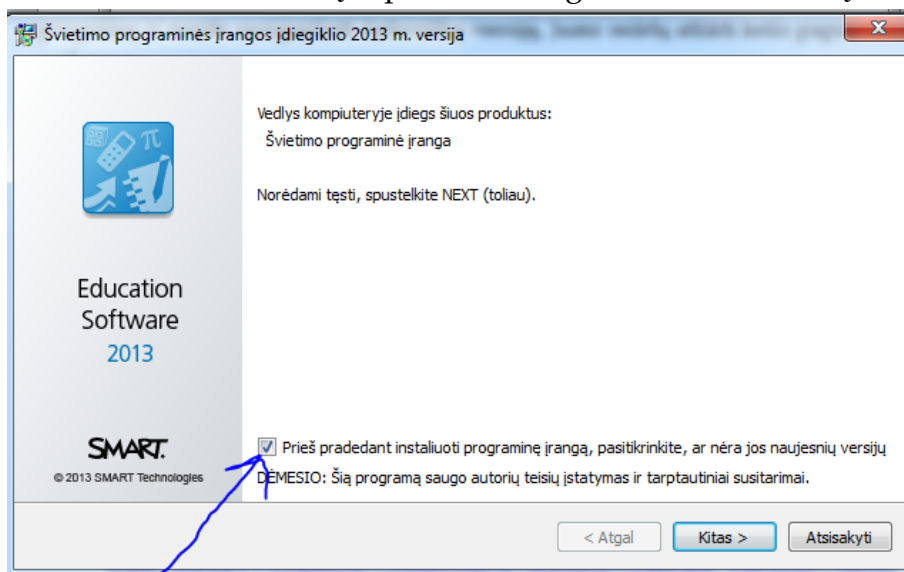 Švietimo programinės įrangos įdiegiklio 2013 m. versija
Vedlys kompiuteryje įdiegs šiuos produktus:
Švietimo programinė įranga
Norėdami tęsti, spustelkite NEXT (toliau).
Education
Software
2013
SMART
© 2013 SMART Technologies
Prieš pradedant instaliuoti programinę įrangą, pasitikrinkite, ar nėra jos naujesnių versijų
DĖMESIO: Šią programą saugo autorių teisių įstatymas ir tarptautiniai susitarimai.
< Atgal
Kitas >
Atsisakyti